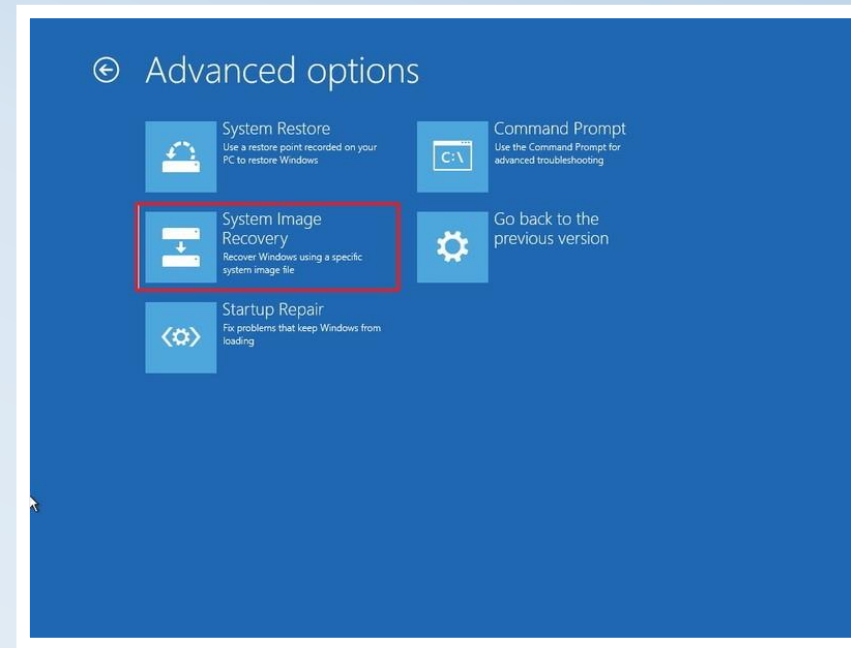 Advanced options
System Restore
Use a restore point recorded on your
PC to restore Windows
Command Prompt
Use the Command Prompt for
advanced troubleshooting
C:\
System Image
Recovery
Recover Windows using a specific
system image file
Go back to the
previous version
Startup Repair
Fix problems that keep Windows from
loading